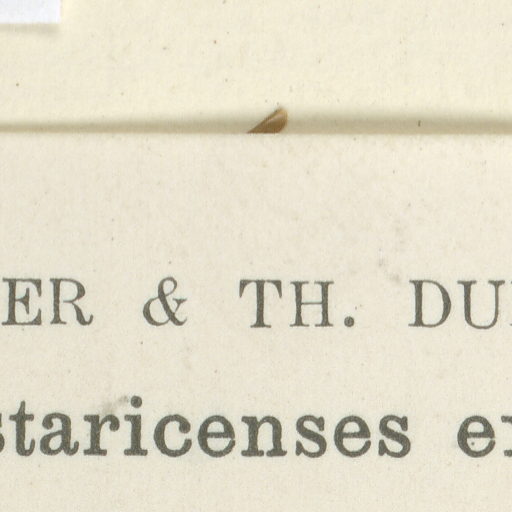 ER & TH. DU
staricenses e